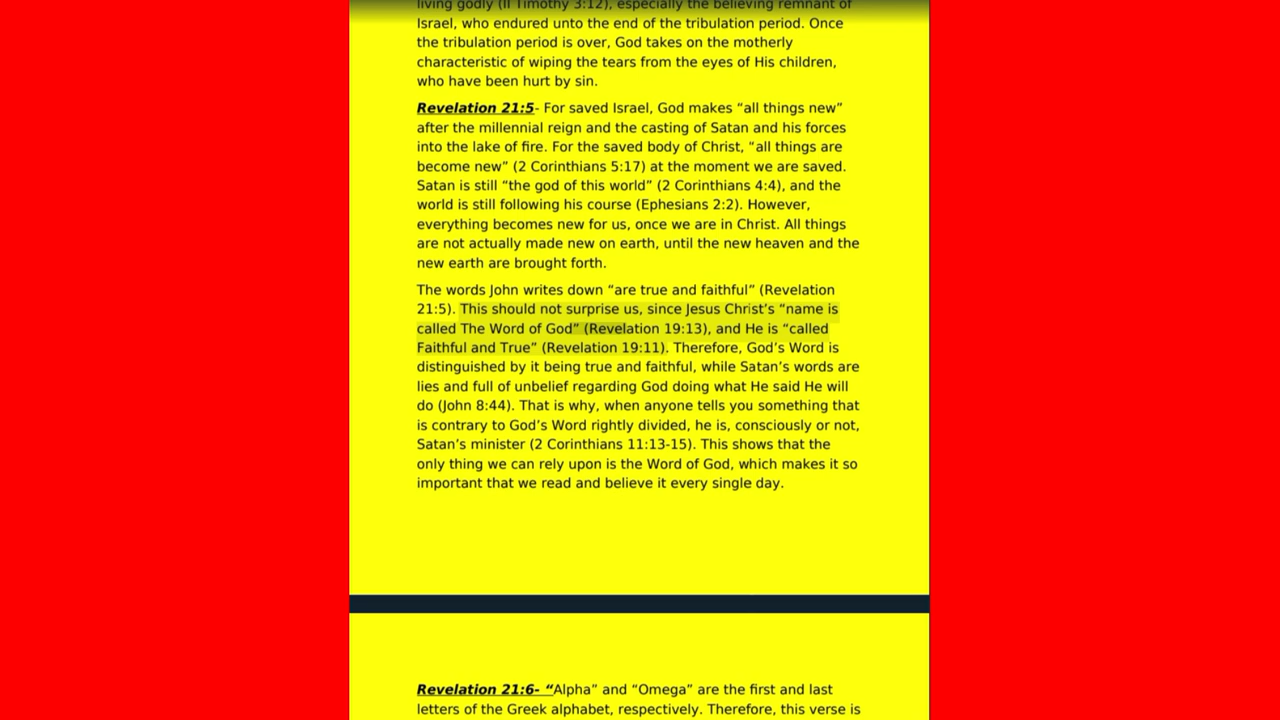 living godly (II Timothy 3:12), especially the believing remnant of
Israel, who endured unto the end of the tribulation period. Once
the tribulation period is over, God takes on the motherly
characteristic of wiping the tears from the eyes of His children,
who have been hurt by sin.
Revelation 21:5- For saved Israel, God makes “all things new”
after the millennial reign and the casting of Satan and his forces
into the lake of fire. For the saved body of Christ, “all things are
become new” (2 Corinthians 5:17) at the moment we are saved.
Satan is still “the god of this world” (2 Corinthians 4:4), and the
world is still following his course (Ephesians 2:2). However,
everything becomes new for us, once we are in Christ. All things
are not actually made new on earth, until the new heaven and the
new earth are brought forth.
The words John writes down “are true and faithful” (Revelation
21:5). This should not surprise us, since Jesus Christ’s “name is
called The Word of God” (Revelation 19:13), and He is “called
Faithful and True” (Revelation 19:11). Therefore, God’s Word is
distinguished by it being true and faithful, while Satan’s words are
lies and full of unbelief regarding God doing what He said He will
do (John 8:44). That is why, when anyone tells you something that
is contrary to God’s Word rightly divided, he is, consciously or not,
Satan’s minister (2 Corinthians 11:13-15). This shows that the
only thing we can rely upon is the Word of God, which makes it so
important that we read and believe it every single day.
Revelation 21:6- “Alpha” and “Omega” are the first and last
letters of the Greek alphabet, respectively. Therefore, this verse is